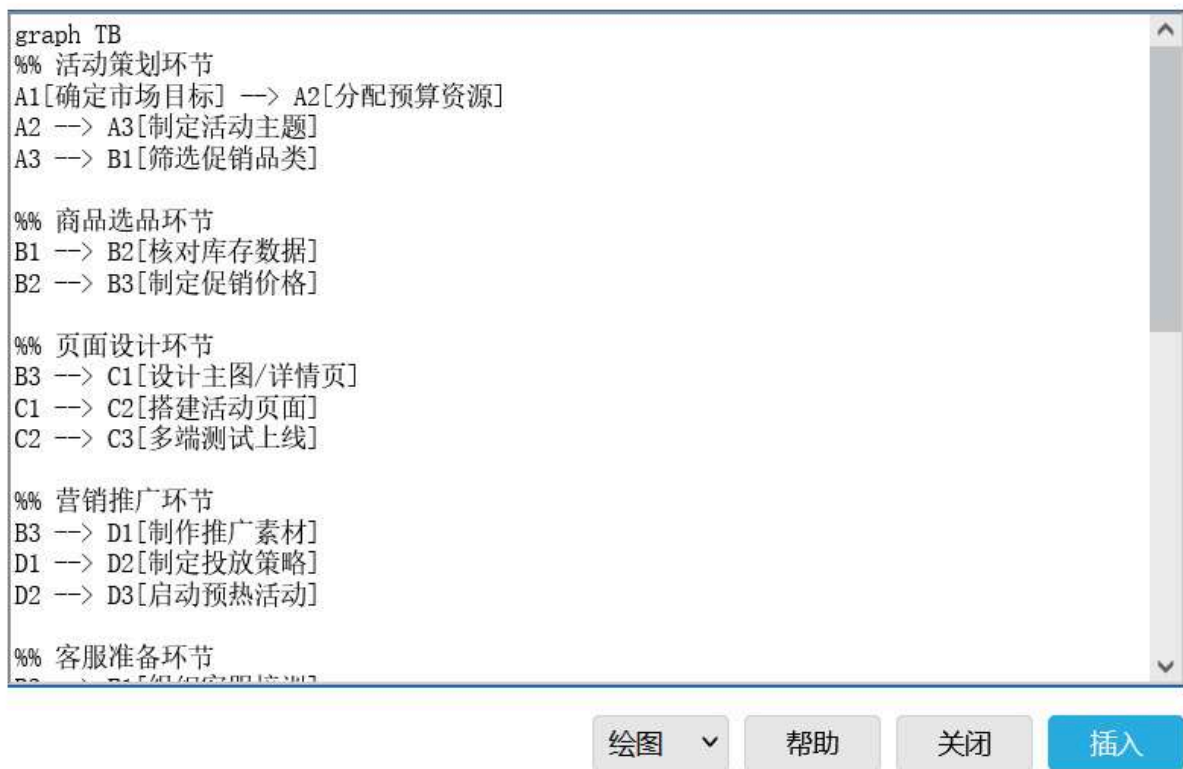 graph TB
%% 活动策划环节
A1[确定市场目标] --> A2[分配预算资源]
A2 --> A3[制定活动主题]
A3 --> B1[筛选促销品类]
%% 商品选品环节
B1 --> B2[核对库存数据]
B2 --> B3[制定促销价格]
%% 页面设计环节
B3 --> C1[设计主图/详情页]
C1 --> C2[搭建活动页面]
C2 --> C3[多端测试上线]
%% 营销推广环节
B3 --> D1[制作推广素材]
D1 --> D2[制定投放策略]
D2 --> D3[启动预热活动]
%% 客服准备环节
绘图 帮助 关闭 插入